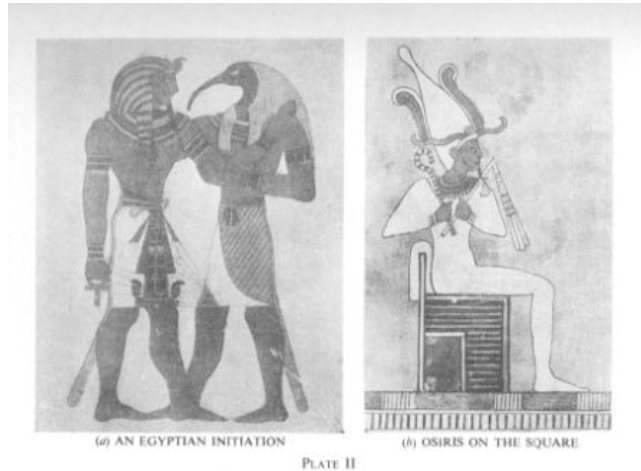 (a) AN EGYPTIAN INITIATION
(b) OSIRIS ON THE SQUARE
PLATE II